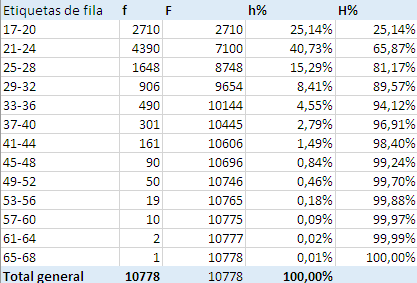 Etiquetas de fila f F h% H%
17-20 2710 2710 25,14% 25,14%
21-24 4390 7100 40,73% 65,87%
25-28 1648 8748 15,29% 81,17%
29-32 906 9654 8,41% 89,57%
33-36 490 10144 4,55% 94,12%
37-40 301 10445 2,79% 96,91%
41-44 161 10606 1,49% 98,40%
45-48 90 10696 0,84% 99,24%
49-52 50 10746 0,46% 99,70%
53-56 19 10765 0,18% 99,88%
57-60 10 10775 0,09% 99,97%
61-64 2 10777 0,02% 99,99%
65-68 1 10778 0,01% 100,00%
Total general 10778 10778 100,00%